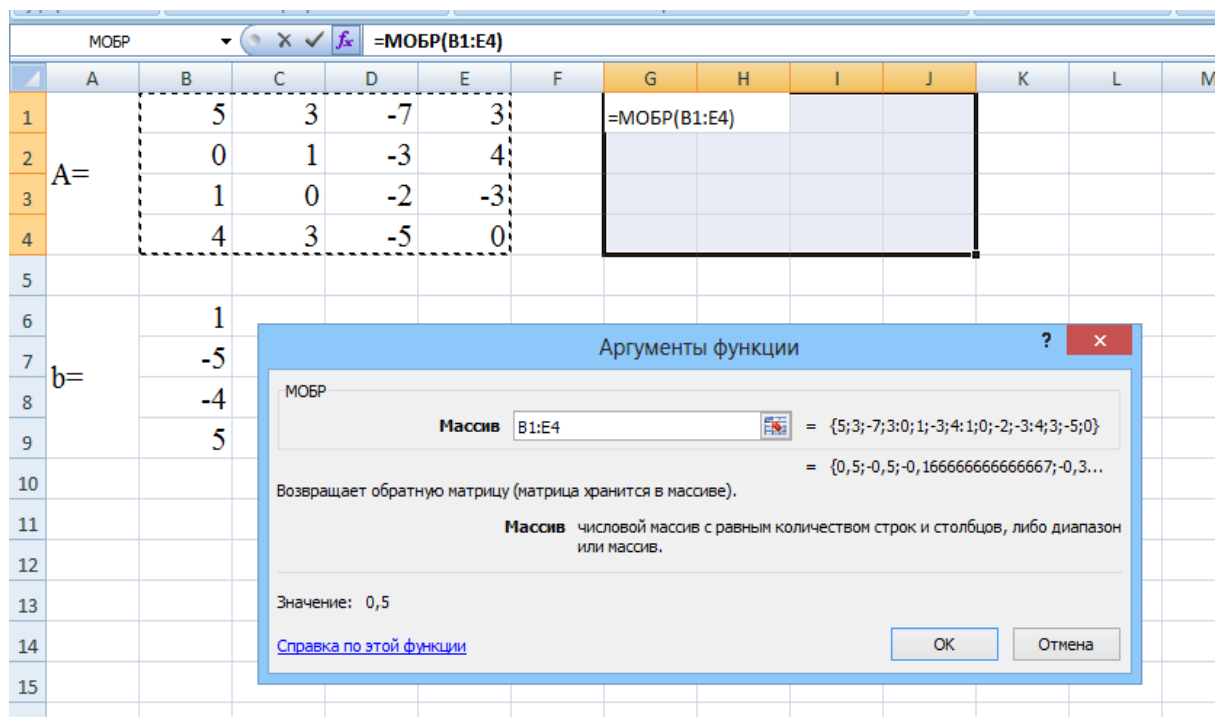 МОБР =МОБР(B1:E4)
A B C D E F G H I J K L M
1 5 3 -7 3 =МОБР(B1:E4)
2 0 1 -3 4
A=
3 1 0 -2 -3
4 4 3 -5 0
5
6 1
7 -5
b=
8 -4
9 5
10
11
12
13
14
15
Аргументы функции ? ×
МОБР
Массив B1:E4 = {5;3;-7;3:0;1;-3;4:1;0;-2;-3:4;3;-5;0}
= {0,5;-0,5;-0,166666666666667;-0,3...
Возвращает обратную матрицу (матрица хранится в массиве).
Массив числовой массив с равным количеством строк и столбцов, либо диапазон
или массив.
Значение: 0,5
Справка по этой функции OK Отмена